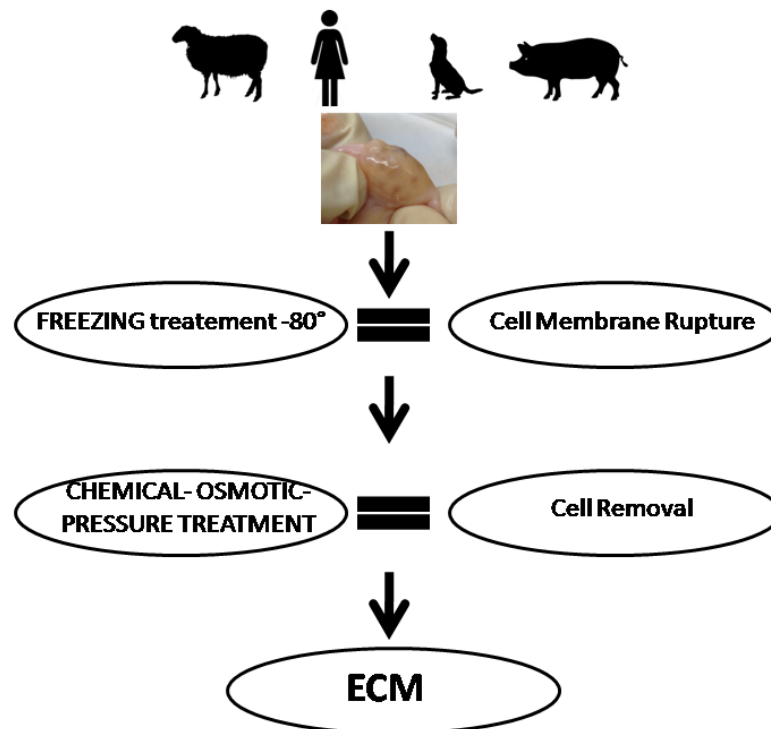 FREEZING treatement -80°
Cell Membrane Rupture
CHEMICAL- OSMOTIC-
PRESSURE TREATMENT
Cell Removal
ECM